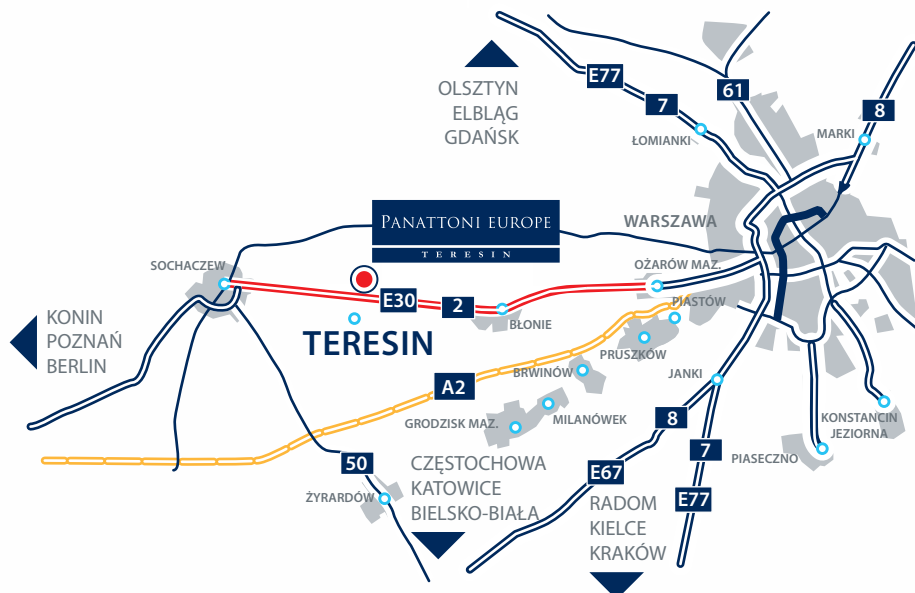 E77
OLSZTYN
ELBLĄG
GDAŃSK
61
7
8
ŁOMIANKI
MARKI
PANATTONI EUROPE
TERESIN
WARSZAWA
SOCHACZEW
OŻARÓW MAZ.
E30
2
PIASTÓW
BŁONIE
KONIN
POZNAŃ
BERLIN
TERESIN
PRUSZKÓW
BRWINÓW
JANKI
A2
MILANÓWEK
GRODZISK MAZ.
8
KONSTANCIN
JEZIORNA
7
PIASECZNO
50
CZĘSTOCHOWA
KATOWICE
BIELSKO-BIAŁA
E67
ŻYRARDÓW
E77
RADOM
KIELCE
KRAKÓW